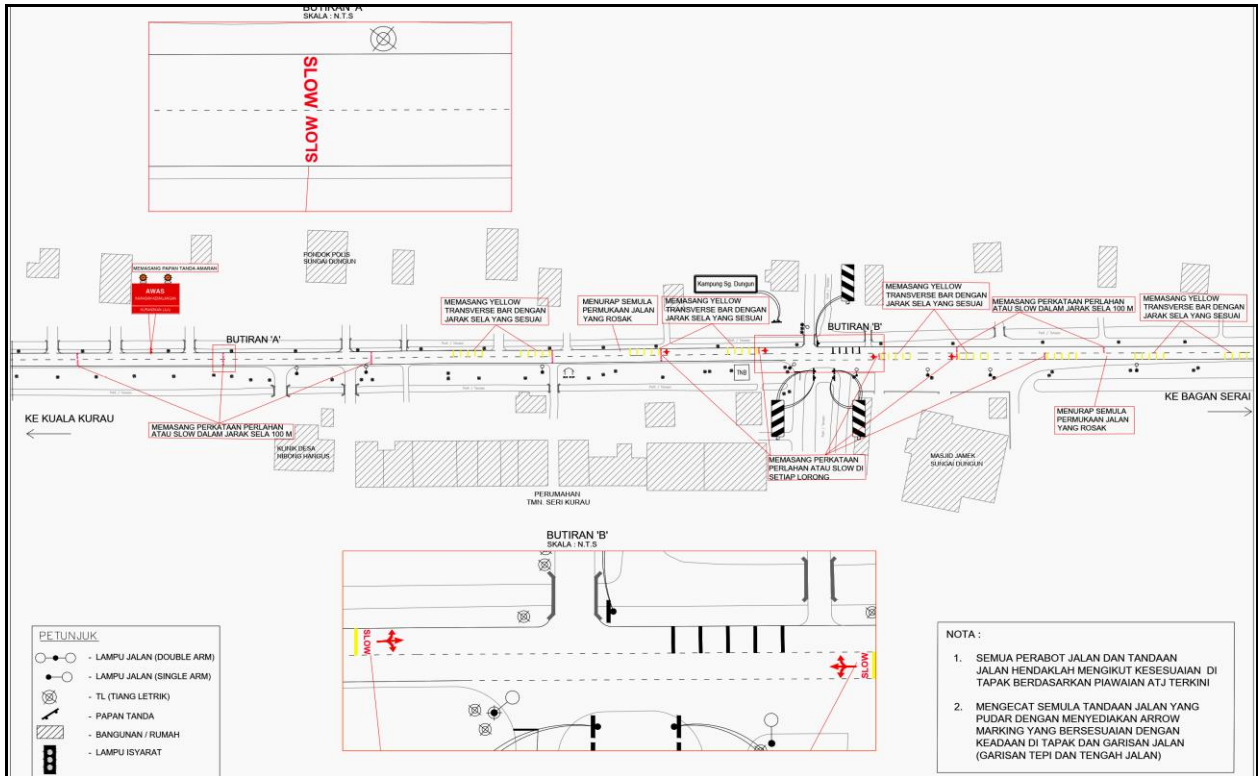 BUTIRAN 'A'
SKALA : N.T.S
SLOW
SLOW
PONDOK POLIS
SUNGAI DUNGUN
MEMASANG PAPAN TANDA AMARAN
AWAS
Kampung Sg. Dungun
MEMASANG YELLOW
TRANSVERSE BAR DENGAN
JARAK SELA YANG SESUAI
MENURAP SEMULA
PERMUKAAN JALAN
YANG ROSAK
MEMASANG YELLOW
TRANSVERSE BAR DENGAN
JARAK SELA YANG SESUAI
MEMASANG YELLOW
TRANSVERSE BAR DENGAN
JARAK SELA YANG SESUAI
MEMASANG PERKATAAN PERLAHAN
ATAU SLOW DALAM JARAK SELA 100 M
MEMASANG YELLOW
TRANSVERSE BAR DENGAN
JARAK SELA YANG SESUAI
BUTIRAN 'A'
BUTIRAN 'B'
TNB
KE KUALA KURAU
KE BAGAN SERAI
MEMASANG PERKATAAN PERLAHAN
ATAU SLOW DALAM JARAK SELA 100 M
KLINIK DESA
NIBONG HANGUS
MENURAP SEMULA
PERMUKAAN JALAN
YANG ROSAK
MEMASANG PERKATAAN
PERLAHAN ATAU SLOW DI
SETIAP LORONG
MASJID JAMEK
SUNGAI DUNGUN
PERUMAHAN
TMN. SERI KURAU
BUTIRAN 'B'
SKALA : N.T.S
SLOW
SLOW
PETUNJUK
- LAMPU JALAN (DOUBLE ARM)
- LAMPU JALAN (SINGLE ARM)
- TL (TIANG LETRIK)
- PAPAN TANDA
- BANGUNAN / RUMAH
- LAMPU ISYARAT
NOTA :
1. SEMUA PERABOT JALAN DAN TANDAAN
JALAN HENDAKLAH MENGIKUT KESESUAIAN DI
TAPAK BERDASARKAN PIAWAIAN ATJ TERKINI
2. MENGECAT SEMULA TANDAAN JALAN YANG
PUDAR DENGAN MENYEDIAKAN ARROW
MARKING YANG BERSESUAIAN DENGAN
KEADAAN DI TAPAK DAN GARISAN JALAN
(GARISAN TEPI DAN TENGAH JALAN)